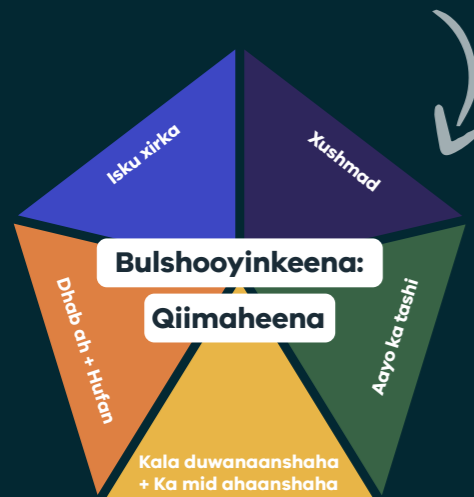 Isku xirka
Xushmad
Bulshooyinkeena:
Qiimaheena
Dhab ah + Hufan
Aayo ka tashi
Kala duwanaanshaha
+ Ka mid ahaanshaha